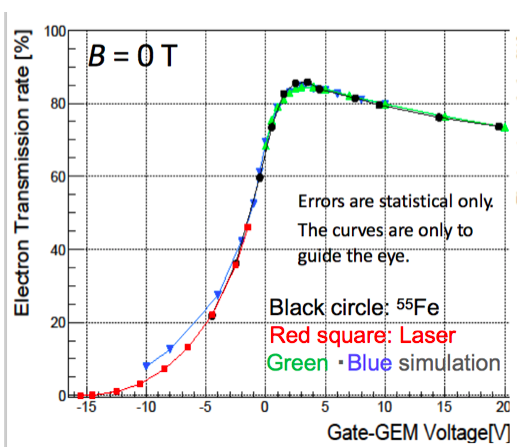 Electron Transmission rate [%]
100
80
60
40
20
0
B = 0 T
Errors are statistical only.
The curves are only to
guide the eye.
Black circle: ⁵⁵Fe
Red square: Laser
Green・Blue simulation
-15 -10 -5 0 5 10 15 20
Gate-GEM Voltage[V]